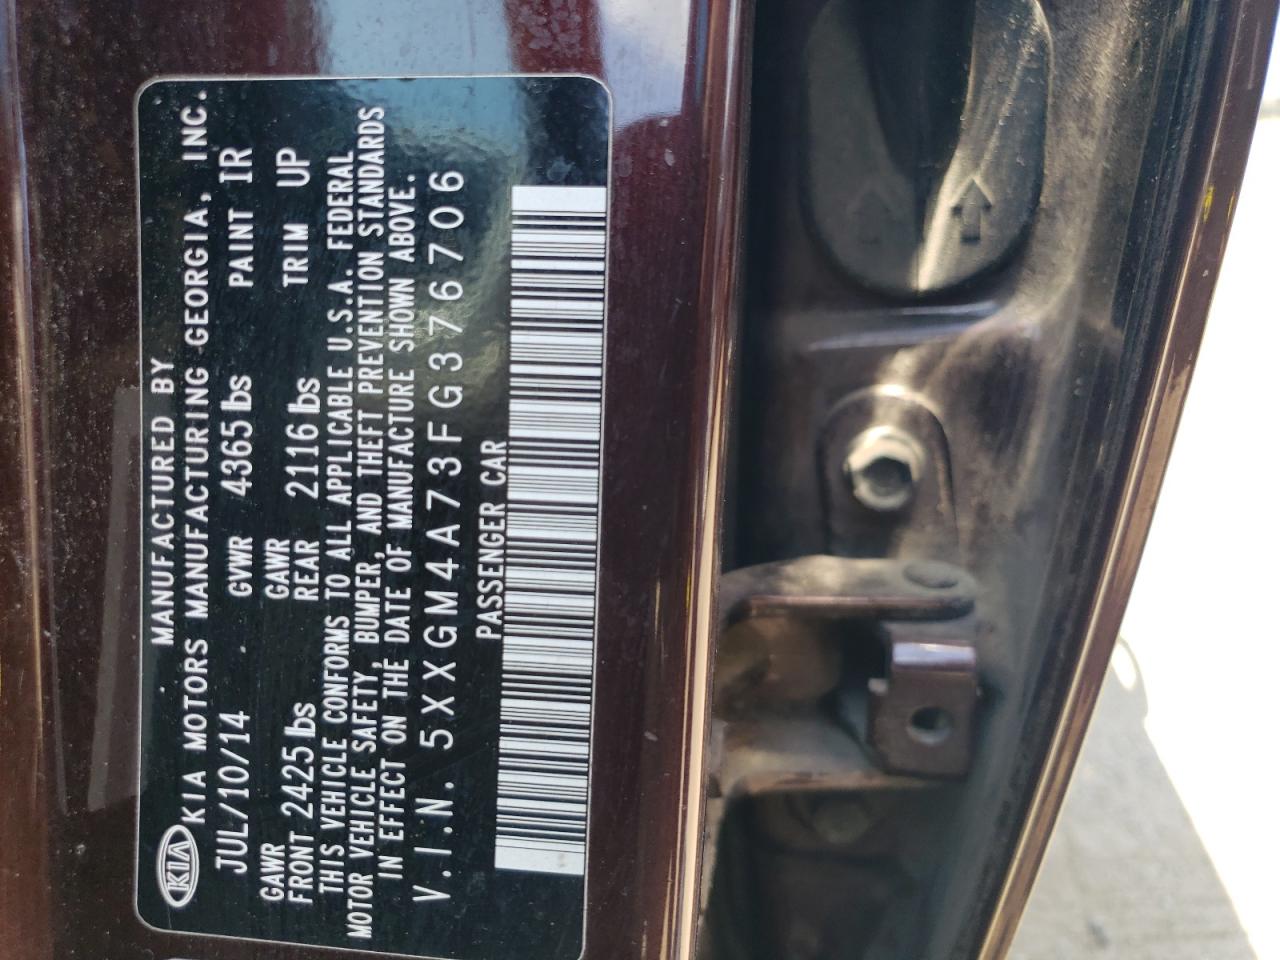 MANUFACTURED BY
KIA KIA MOTORS MANUFACTURING GEORGIA, INC.
JUL/10/14 GVWR 4365 lbs PAINT IR
GAWR GAWR
FRONT 2425 lbs REAR 2116 lbs TRIM UP
THIS VEHICLE CONFORMS TO ALL APPLICABLE U.S.A. FEDERAL
MOTOR VEHICLE SAFETY, BUMPER, AND THEFT PREVENTION STANDARDS
IN EFFECT ON THE DATE OF MANUFACTURE SHOWN ABOVE.
V.I.N. 5XXGM4A73FG376706
PASSENGER CAR